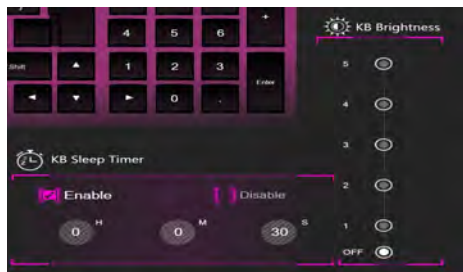 7
+
4 5 6
Shift 1 2 3
Enter
0 .
KB Brightness
5
4
3
2
1
OFF
KB Sleep Timer
Enable Disable
0 H 0 M 30 S